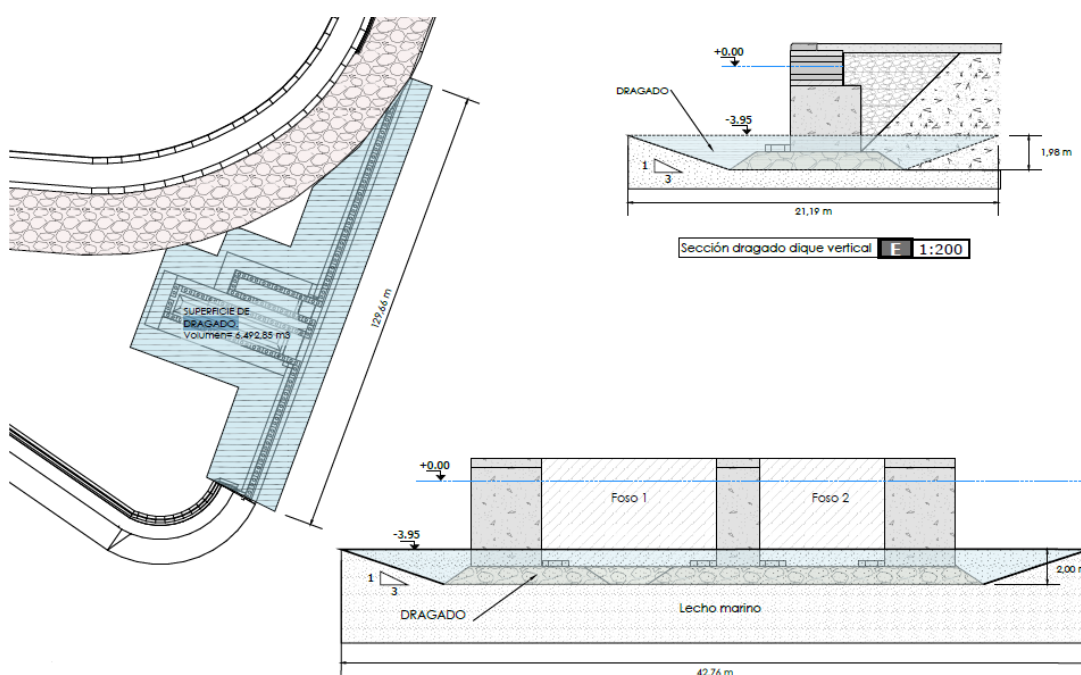 SUPERFICIE DE
DRAGADO.
Volumen= 6.492,85 m3
129.66 m
+0.00
DRAGADO
-3.95
1
3
1,98 m
21,19 m
Sección dragado dique vertical E 1:200
+0.00
Foso 1
Foso 2
-3.95
1
3
2,00 m
DRAGADO
Lecho marino
42.76 m